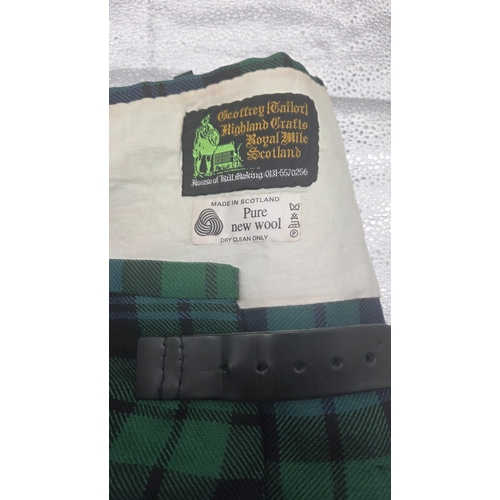 Geoffrey [Tailor]
Highland Crafts
Royal Mile
Scotland
House of Kilt Making: 0131-5570256
MADE IN SCOTLAND
Pure
new wool
DRY CLEAN ONLY